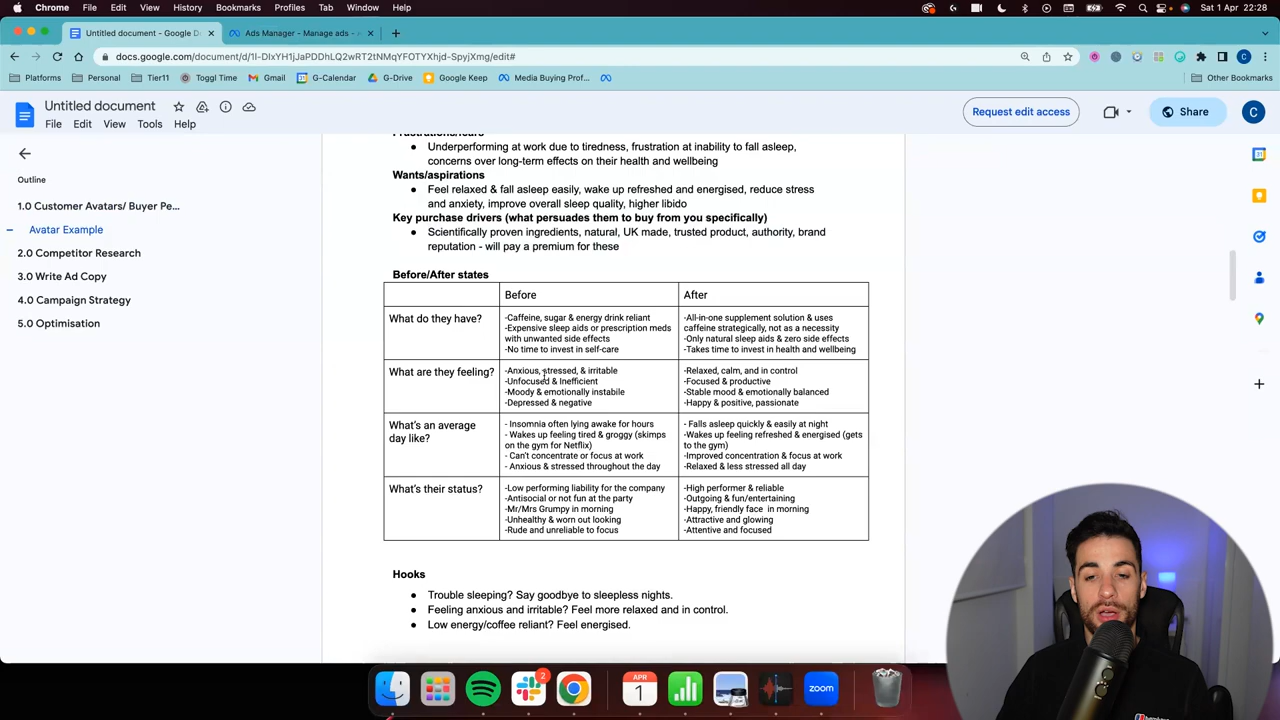 Chrome File Edit View History Bookmarks Profiles Tab Window Help Sat 1 Apr 22:28
Untitled document - Google D Ads Manager - Manage ads -
docs.google.com/document/d/1I-DIxYH1jJaPDDhLQ2wRT2tNMqYFOTYXhjd-SpyjXmg/edit#
Platforms Personal Tier11 Toggl Time Gmail G-Calendar G-Drive Google Keep Media Buying Prof... Other Bookmarks
Untitled document
File Edit View Tools Help
Request edit access
Share
C
Outline
1.0 Customer Avatars/ Buyer Pe...
Avatar Example
2.0 Competitor Research
3.0 Write Ad Copy
4.0 Campaign Strategy
5.0 Optimisation
Frustrations/fears
● Underperforming at work due to tiredness, frustration at inability to fall asleep,
concerns over long-term effects on their health and wellbeing
Wants/aspirations
● Feel relaxed & fall asleep easily, wake up refreshed and energised, reduce stress
and anxiety, improve overall sleep quality, higher libido
Key purchase drivers (what persuades them to buy from you specifically)
● Scientifically proven ingredients, natural, UK made, trusted product, authority, brand
reputation - will pay a premium for these
Before/After states
Before After
What do they have?
-Caffeine, sugar & energy drink reliant
-Expensive sleep aids or prescription meds
with unwanted side effects
-No time to invest in self-care
-All-in-one supplement solution & uses
caffeine strategically, not as a necessity
-Only natural sleep aids & zero side effects
-Takes time to invest in health and wellbeing
What are they feeling?
-Anxious, stressed, & irritable
-Unfocused & Inefficient
-Moody & emotionally instabile
-Depressed & negative
-Relaxed, calm, and in control
-Focused & productive
-Stable mood & emotionally balanced
-Happy & positive, passionate
What's an average
day like?
- Insomnia often lying awake for hours
- Wakes up feeling tired & groggy (skimps
on the gym for Netflix)
- Can't concentrate or focus at work
- Anxious & stressed throughout the day
- Falls asleep quickly & easily at night
-Wakes up feeling refreshed & energised (gets
to the gym)
-Improved concentration & focus at work
-Relaxed & less stressed all day
What's their status?
-Low performing liability for the company
-Antisocial or not fun at the party
-Mr/Mrs Grumpy in morning
-Unhealthy & worn out looking
-Rude and unreliable to focus
-High performer & reliable
-Outgoing & fun/entertaining
-Happy, friendly face in morning
-Attractive and glowing
-Attentive and focused
Hooks
● Trouble sleeping? Say goodbye to sleepless nights.
● Feeling anxious and irritable? Feel more relaxed and in control.
● Low energy/coffee reliant? Feel energised.
2
APR
1
zoom